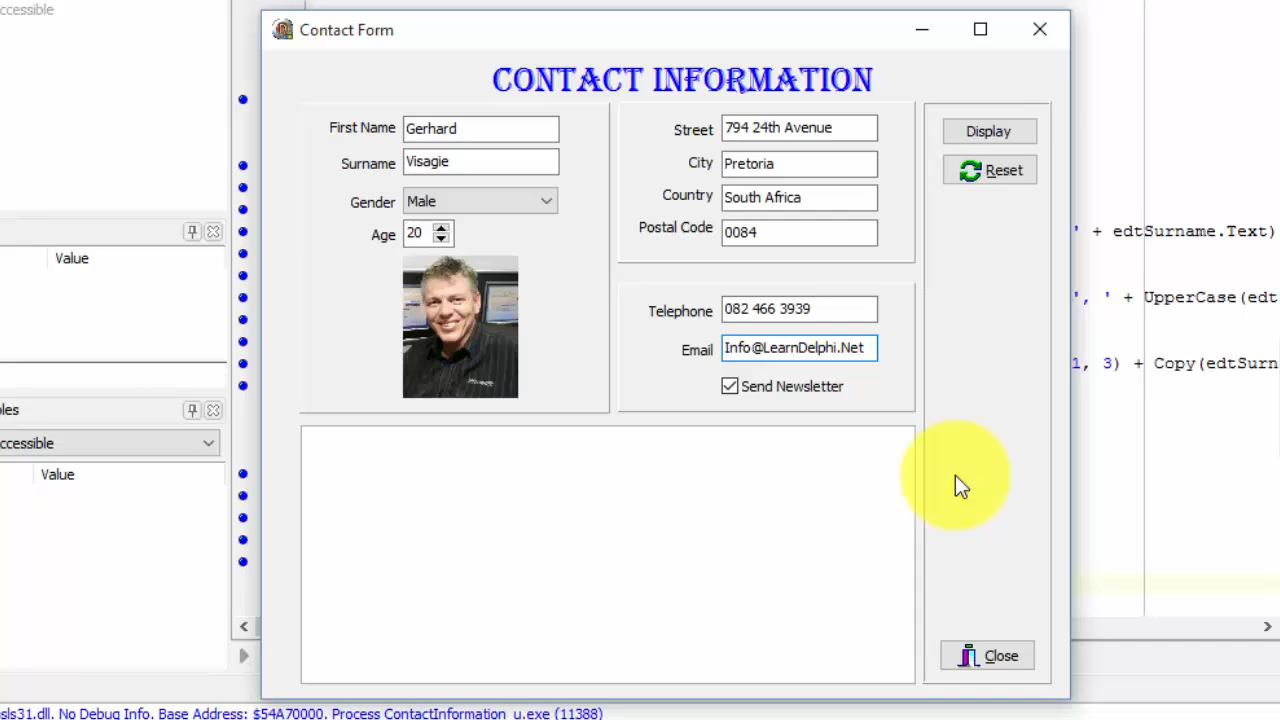 ccessible
Contact Form
CONTACT INFORMATION
First Name Gerhard
Surname Visagie
Gender Male
Age 20
Street 794 24th Avenue
City Pretoria
Country South Africa
Postal Code 0084
Telephone 082 466 3939
Email Info@LearnDelphi.Net
Send Newsletter
Display
Reset
Close
Value
les
ccessible
Value
' + edtSurname.Text)
', ' + UpperCase(edt
1, 3) + Copy(edtSurn
sls31.dll. No Debug Info. Base Address: $54A70000. Process ContactInformation_u.exe (11388)